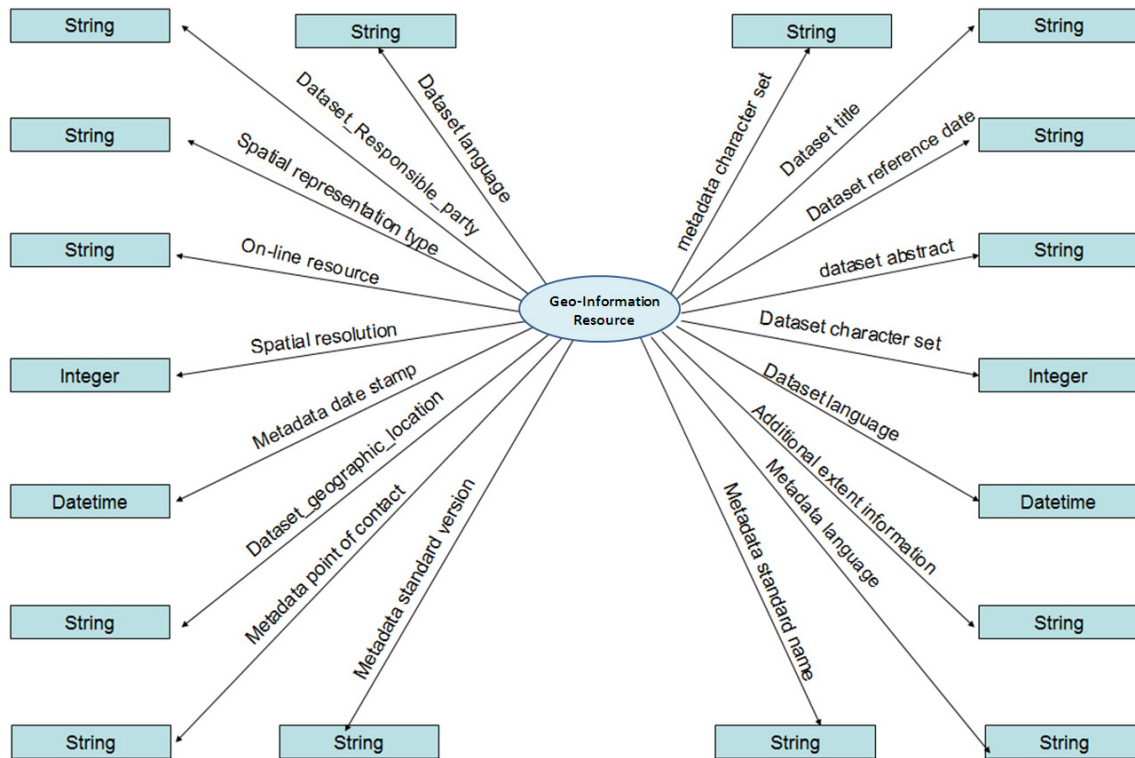 String
String
String
String
Dataset_Responsible_party
Dataset language
metadata character set
Dataset title
String
Spatial representation type
Dataset reference date
String
String
On-line resource
dataset abstract
String
Geo-Information
Resource
Integer
Spatial resolution
Dataset character set
Integer
Datetime
Metadata date stamp
Dataset language
Datetime
String
Dataset_geographic_location
Additional extent information
String
Metadata point of contact
Metadata standard version
Metadata standard name
Metadata language
String
String
String
String